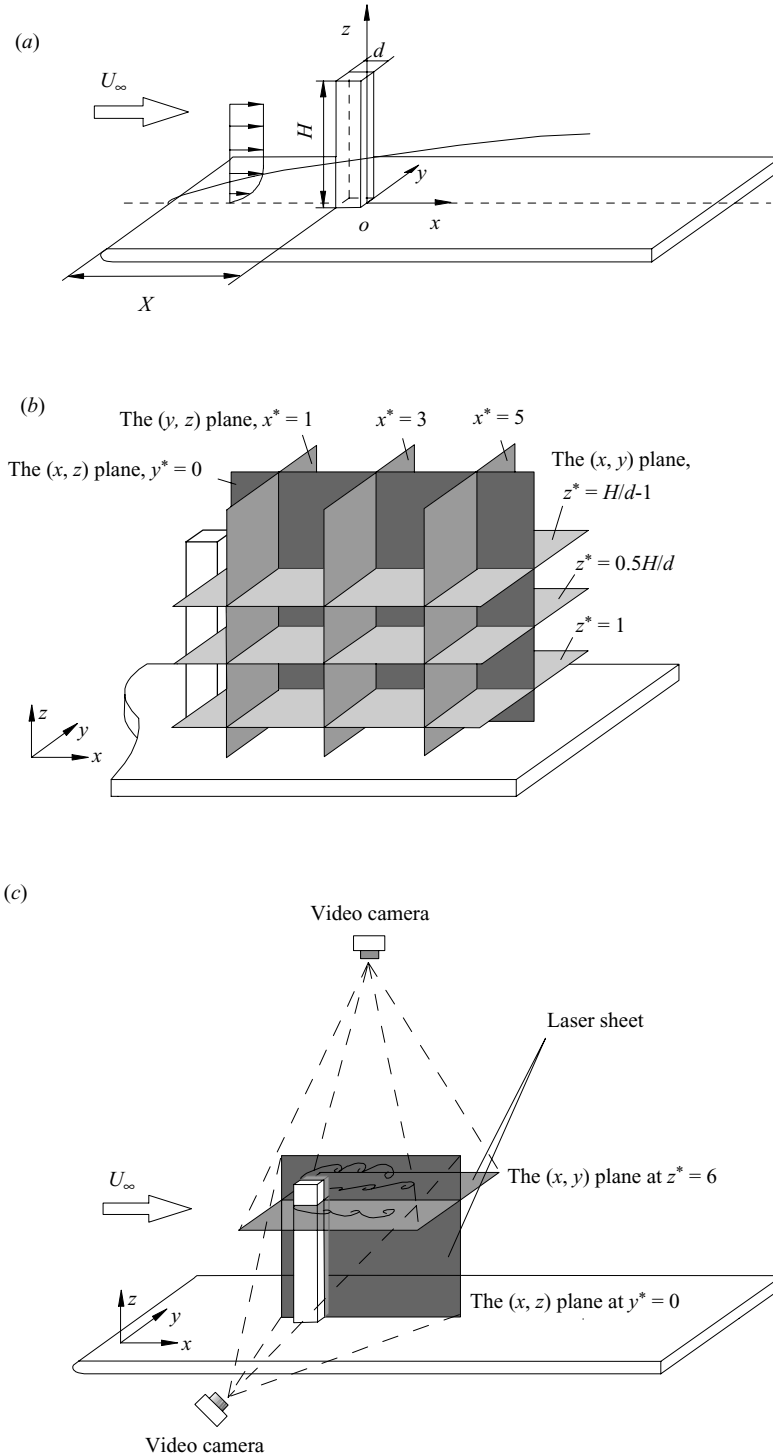 (a)
z
d
U∞
H
y
o
x
X
(b)
The (y, z) plane, x* = 1
x* = 3
x* = 5
The (x, z) plane, y* = 0
The (x, y) plane,
z* = H/d-1
z* = 0.5H/d
z* = 1
z
y
x
(c)
Video camera
Laser sheet
U∞
The (x, y) plane at z* = 6
The (x, z) plane at y* = 0
z
y
x
Video camera